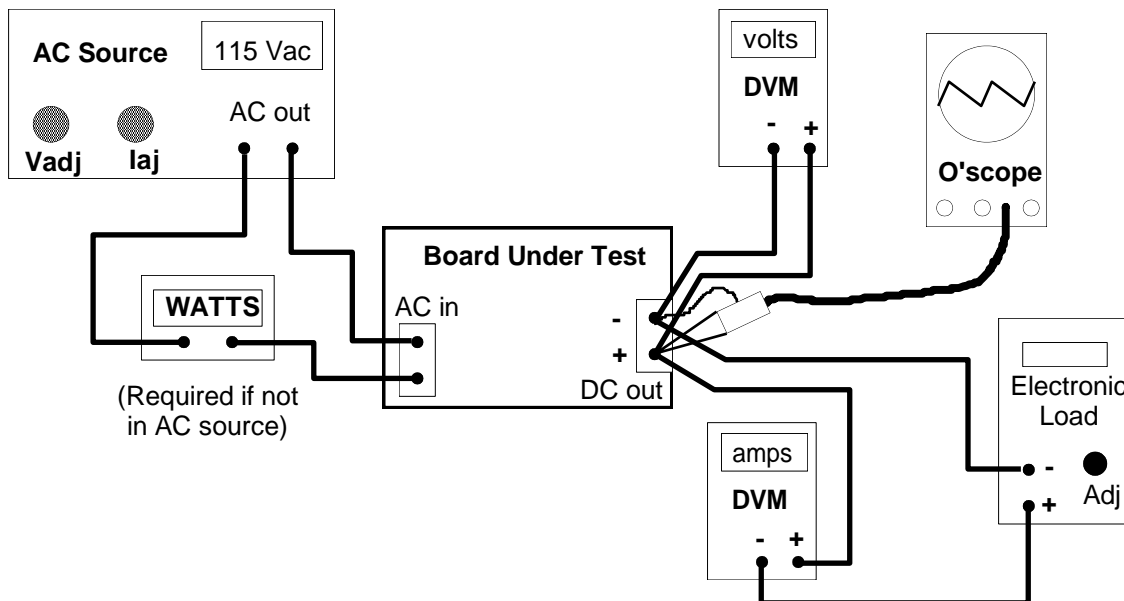 AC Source
115 Vac
AC out
Vadj
Iaj
volts
DVM
- +
O'scope
Board Under Test
WATTS
AC in
-
+
DC out
(Required if not
in AC source)
Electronic
Load
-
+
Adj
amps
DVM
- +